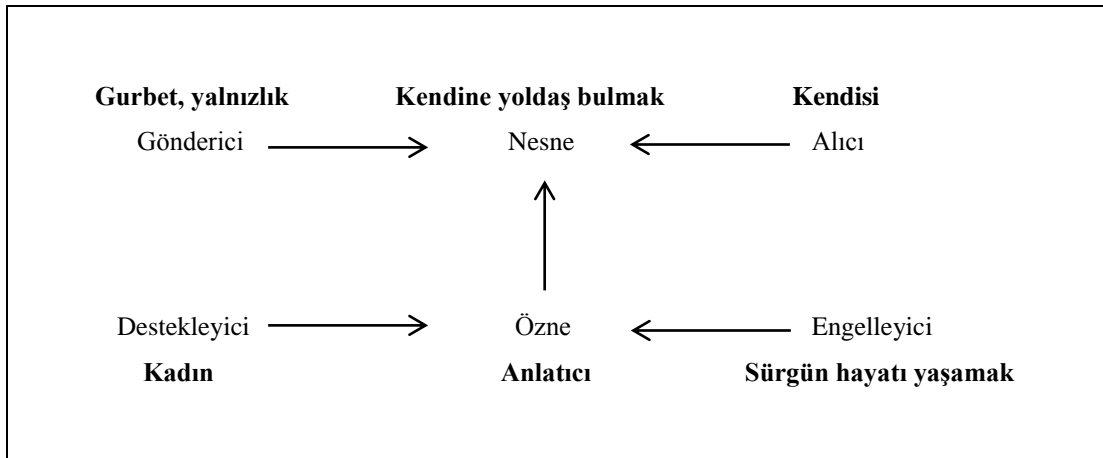 Gurbet, yalnızlık Kendine yoldaş bulmak Kendisi
Gönderici Nesne Alıcı
Destekleyici Özne Engelleyici
Kadın Anlatıcı Sürgün hayatı yaşamak